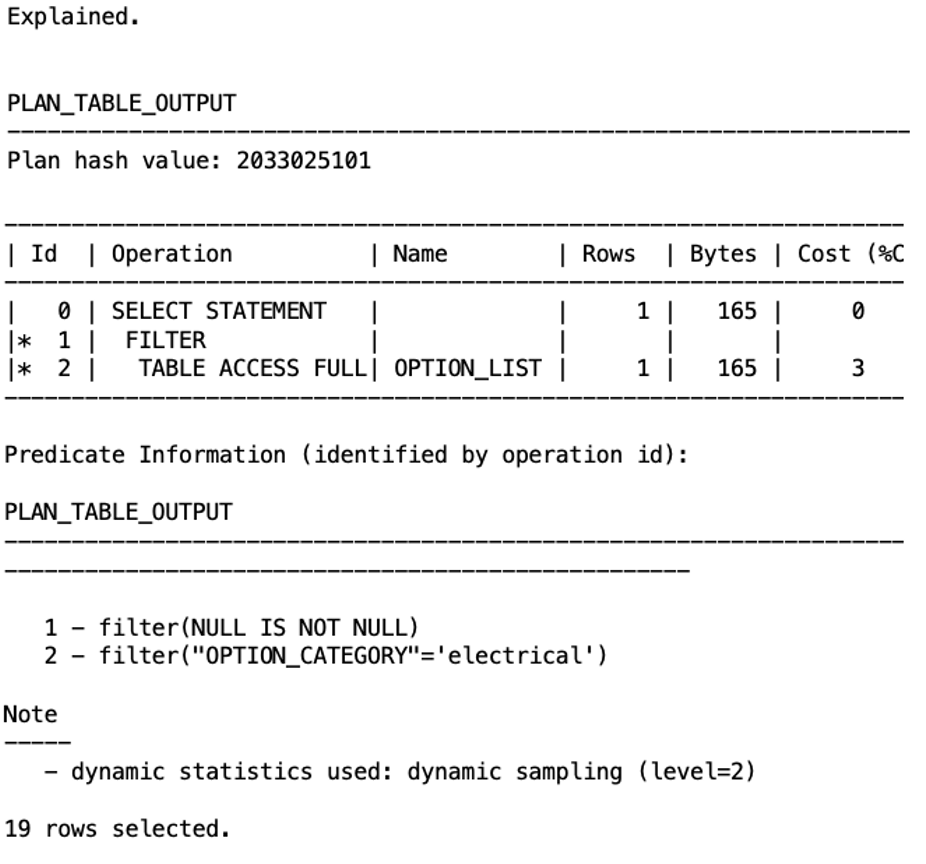 Explained.
PLAN_TABLE_OUTPUT
--------------------------------------------------------------------------------
Plan hash value: 2033025101
--------------------------------------------------------------------------------
| Id  | Operation          | Name        | Rows  | Bytes | Cost (%C
--------------------------------------------------------------------------------
|   0 | SELECT STATEMENT   |             |     1 |   165 |     0
|*  1 |  FILTER            |             |       |       |
|*  2 |   TABLE ACCESS FULL| OPTION_LIST |     1 |   165 |     3
--------------------------------------------------------------------------------
Predicate Information (identified by operation id):
PLAN_TABLE_OUTPUT
--------------------------------------------------------------------------------
---------------------------------------------------
   1 - filter(NULL IS NOT NULL)
   2 - filter("OPTION_CATEGORY"='electrical')
Note
-----
   - dynamic statistics used: dynamic sampling (level=2)
19 rows selected.